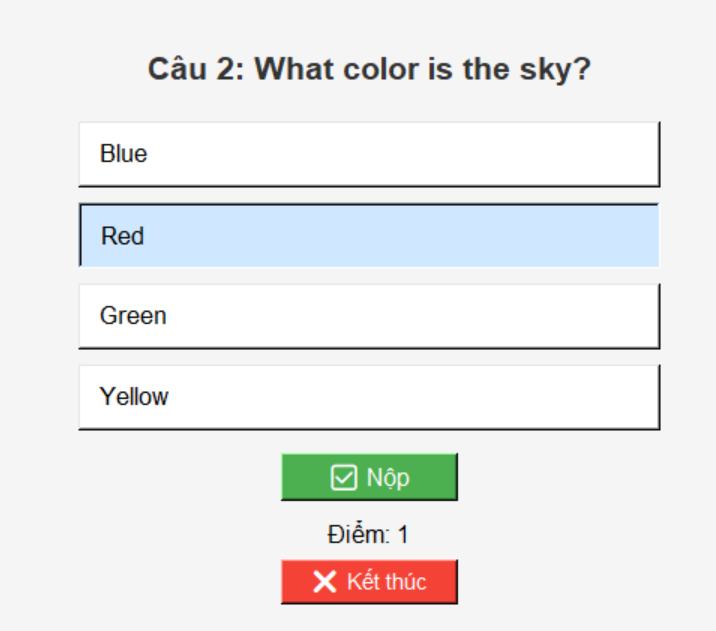 Câu 2: What color is the sky?
Blue
Red
Green
Yellow
Nộp
Điểm: 1
Kết thúc